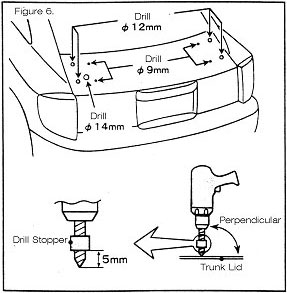 Figure 6.
Drill
φ 12mm
Drill
φ 9mm
Drill
φ 14mm
Drill Stopper
5mm
Perpendicular
Trunk Lid